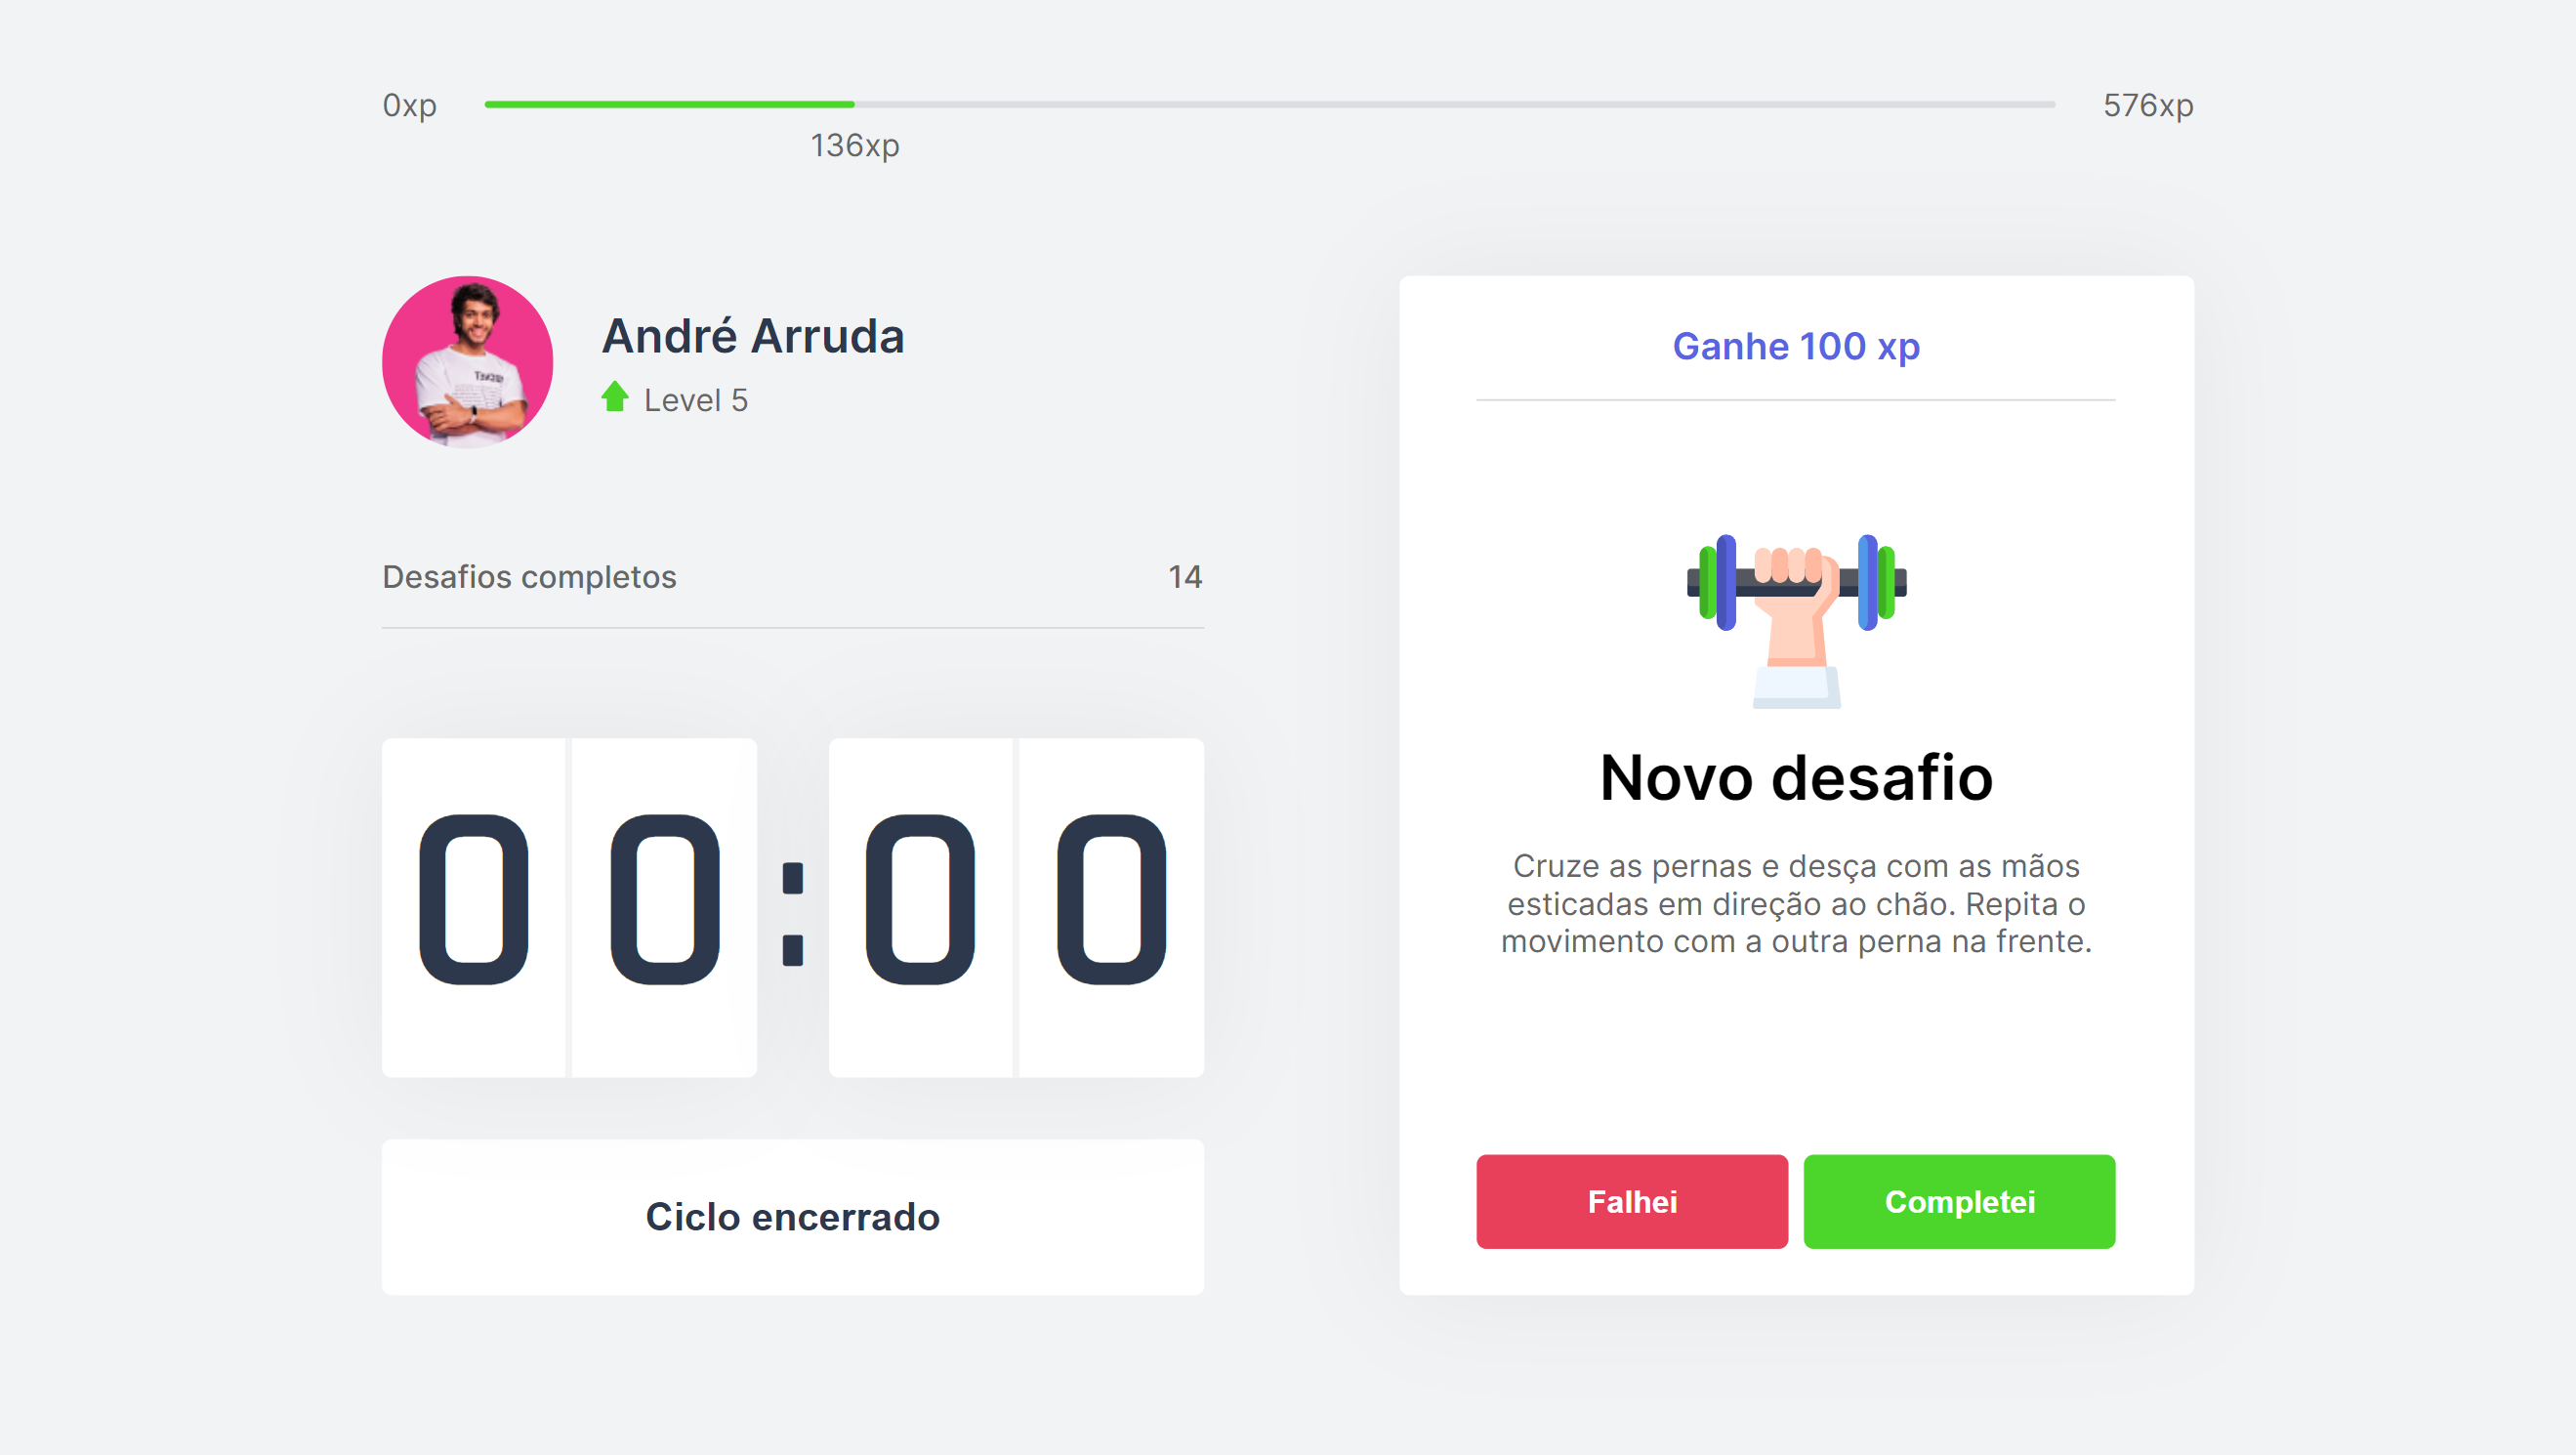 0xp
576xp
136xp
André Arruda
Level 5
Desafios completos
14
00:00
Ciclo encerrado
Ganhe 100 xp
Novo desafio
Cruze as pernas e desça com as mãos
esticadas em direção ao chão. Repita o
movimento com a outra perna na frente.
Falhei
Completei